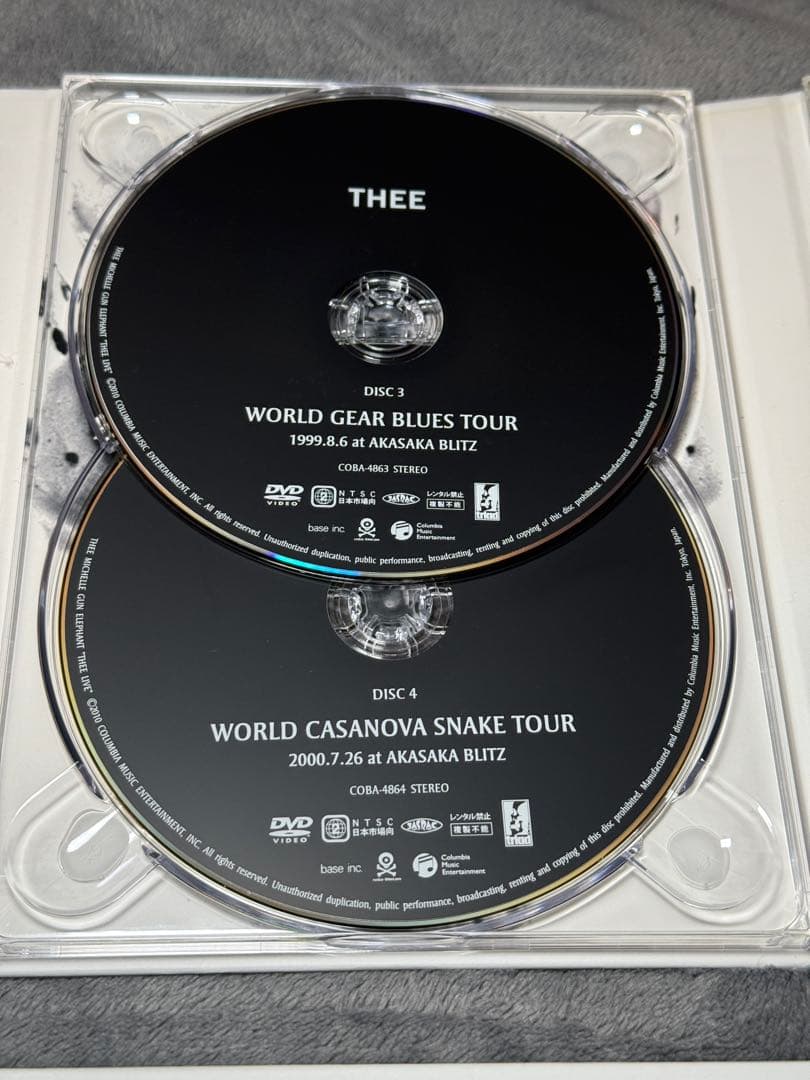 THEE
DISC 3
WORLD GEAR BLUES TOUR
1999.8.6 at AKASAKA BLITZ
COBA-4863 STEREO
DVD
VIDEO
2
NTSC
日本市場向
レンタル禁止
複製不能
triad
base inc.
Columbia
Music
Entertainment
THEE MICHELLE GUN ELEPHANT "THEE LIVE" ©2010 COLUMBIA MUSIC ENTERTAINMENT, INC. All rights reserved. Unauthorized duplication, public performance, broadcasting, renting and copying of this disc prohibited. Manufactured and distributed by Columbia Music Entertainment, Inc. Tokyo, Japan.
DISC 4
WORLD CASANOVA SNAKE TOUR
2000.7.26 at AKASAKA BLITZ
COBA-4864 STEREO
DVD
VIDEO
2
NTSC
日本市場向
レンタル禁止
複製不能
triad
base inc.
Columbia
Music
Entertainment
THEE MICHELLE GUN ELEPHANT "THEE LIVE" ©2010 COLUMBIA MUSIC ENTERTAINMENT, INC. All rights reserved. Unauthorized duplication, public performance, broadcasting, renting and copying of this disc prohibited. Manufactured and distributed by Columbia Music Entertainment, Inc. Tokyo, Japan.